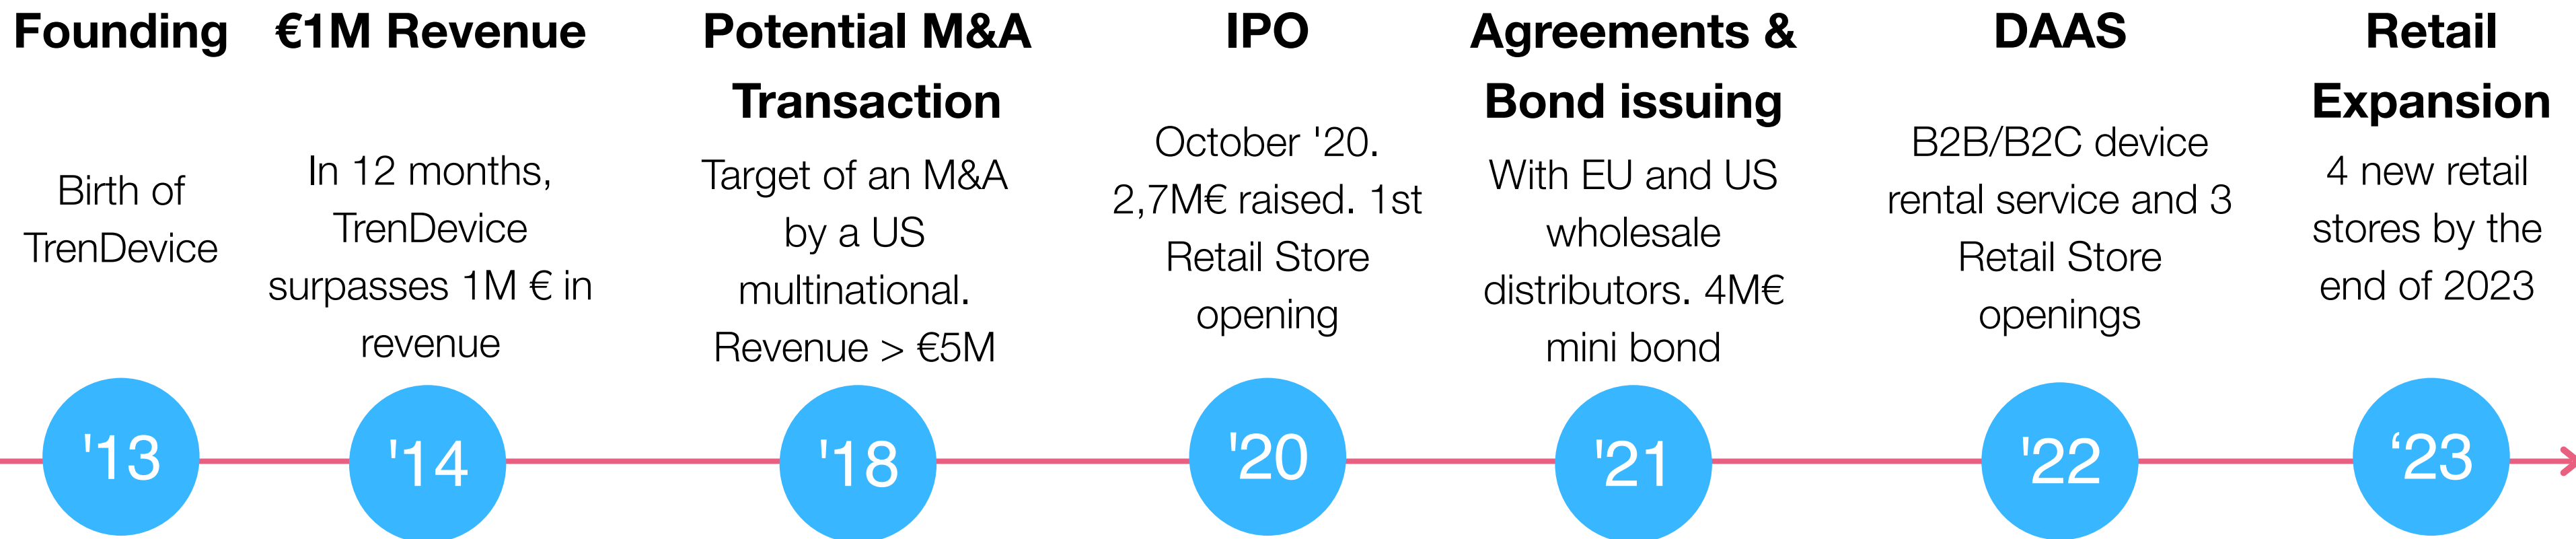 Founding
Birth of
TrenDevice
'13
€1M Revenue
In 12 months,
TrenDevice
surpasses 1M € in
revenue
'14
Potential M&A
Transaction
Target of an M&A
by a US
multinational.
Revenue > €5M
'18
IPO
October '20.
2,7M€ raised. 1st
Retail Store
opening
'20
Agreements &
Bond issuing
With EU and US
wholesale
distributors. 4M€
mini bond
'21
DAAS
B2B/B2C device
rental service and 3
Retail Store
openings
'22
Retail
Expansion
4 new retail
stores by the
end of 2023
‘23